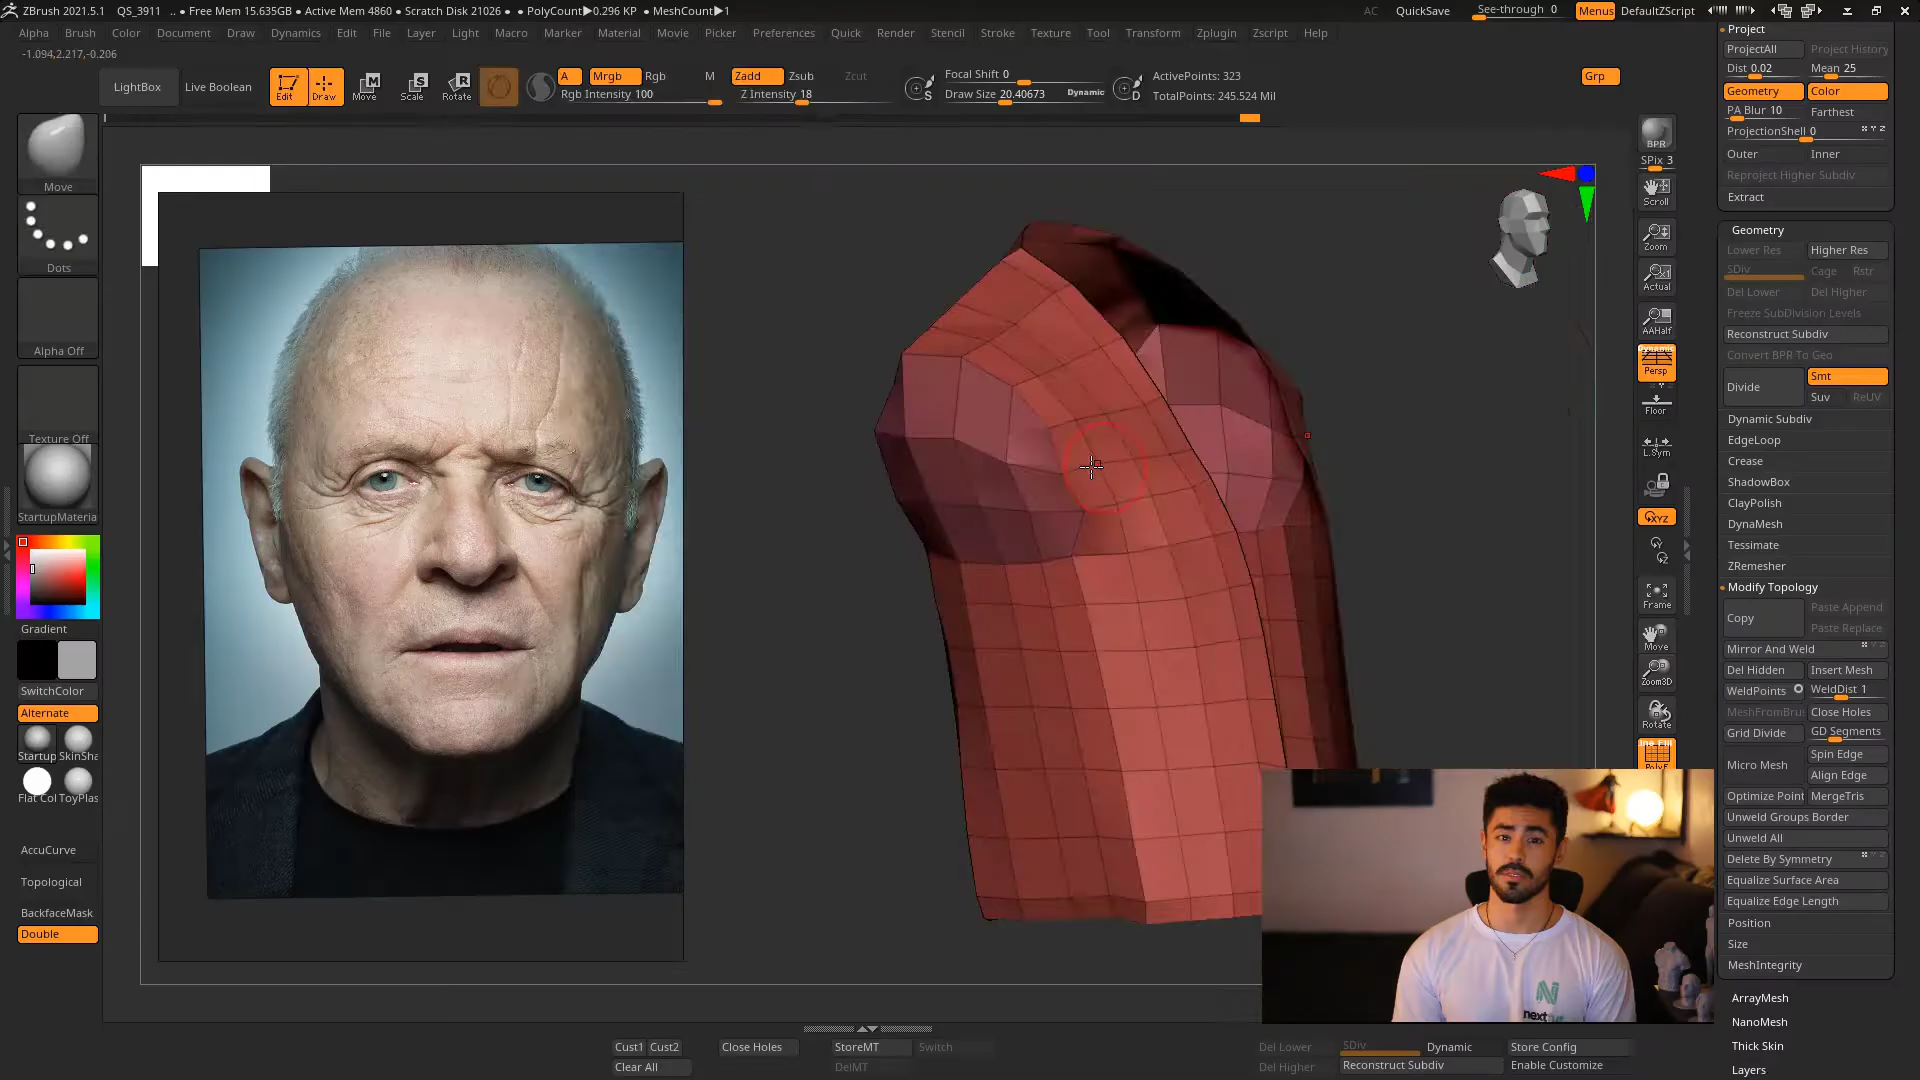 ZBrush 2021.5.1 QS_3911 .. • Free Mem 15.635GB • Active Mem 4860 • Scratch Disk 21026 • • PolyCount▶0.296 KP • MeshCount▶1 AC QuickSave See-through 0 Menus DefaultZScript
Alpha Brush Color Document Draw Dynamics Edit File Layer Light Macro Marker Material Movie Picker Preferences Quick Render Stencil Stroke Texture Tool Transform Zplugin Zscript Help
-1.094,2.217,-0.206
LightBox Live Boolean Edit Draw Move Scale Rotate
A Mrgb Rgb M Zadd Zsub Zcut
Rgb Intensity 100 Z Intensity 18
S Focal Shift 0
Draw Size 20.40673 Dynamic D
ActivePoints: 323
TotalPoints: 245.524 Mil
Grp
Move
Dots
Alpha Off
Texture Off
StartupMateria
Gradient
SwitchColor
Alternate
Startup SkinSha
Flat Col ToyPlas
AccuCurve
Topological
BackfaceMask
Double
BPR
SPix 3
Scroll
Zoom
Actual
AAHalf
Dynamic
Persp
Floor
L.Sym
XYZ
Frame
Move
Zoom3D
Rotate
Line Fill
PolyF
Project
ProjectAll Project History
Dist 0.02 Mean 25
Geometry Color
PA Blur 10 Farthest
ProjectionShell 0
Outer Inner
Reproject Higher Subdiv
Extract
Geometry
Lower Res Higher Res
SDiv Cage Rstr
Del Lower Del Higher
Freeze SubDivision Levels
Reconstruct Subdiv
Convert BPR To Geo
Divide Smt
Suv ReUV
Dynamic Subdiv
EdgeLoop
Crease
ShadowBox
ClayPolish
DynaMesh
Tessimate
ZRemesher
Modify Topology
Copy Paste Append
Paste Replace
Mirror And Weld
Del Hidden Insert Mesh
WeldPoints WeldDist 1
MeshFromBrus Close Holes
Grid Divide GD Segments
Micro Mesh Spin Edge
Align Edge
Optimize Point MergeTris
Unweld Groups Border
Unweld All
Delete By Symmetry
Equalize Surface Area
Equalize Edge Length
Position
Size
MeshIntegrity
ArrayMesh
NanoMesh
Thick Skin
Layers
N
Cust1 Cust2 Close Holes StoreMT Switch Del Lower SDiv Dynamic Store Config
Clear All DelMT Del Higher Reconstruct Subdiv Enable Customize